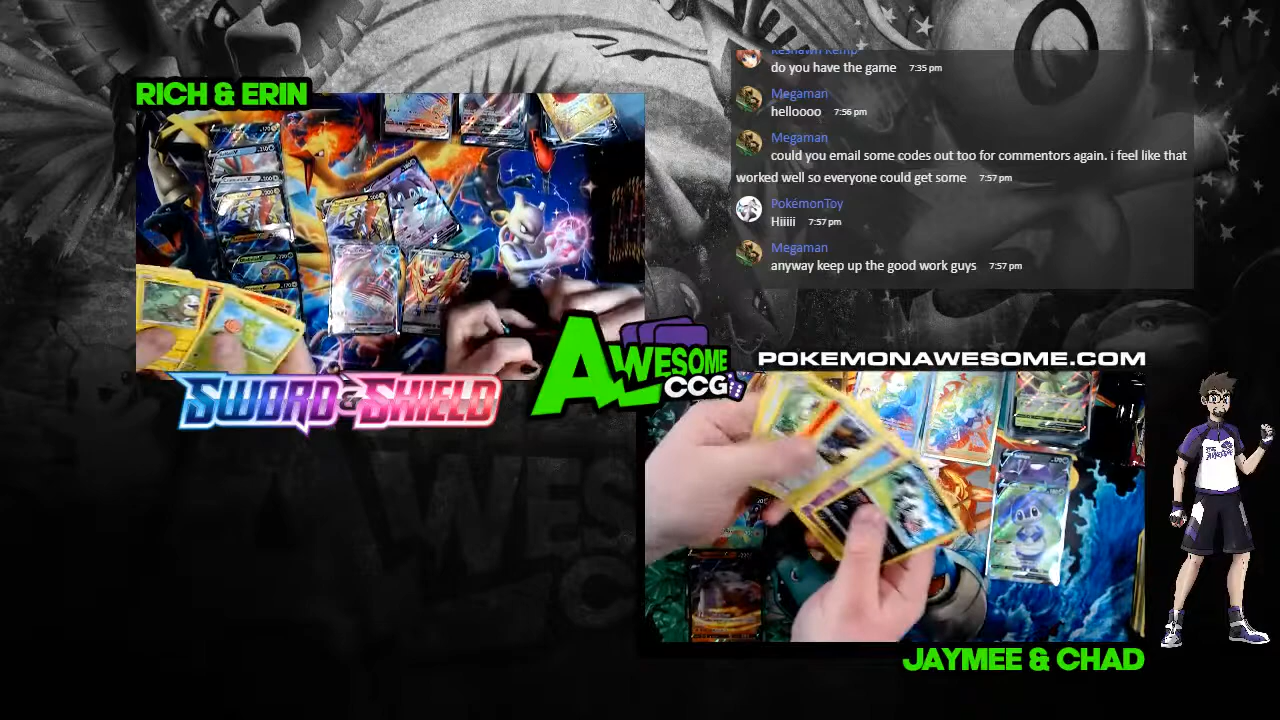 RICH & ERIN
Keshawn Kemp
do you have the game 7:35 pm
Megaman
helloooo 7:56 pm
Megaman
could you email some codes out too for commentors again. i feel like that
worked well so everyone could get some 7:57 pm
PokémonToy
Hiiiii 7:57 pm
Megaman
anyway keep up the good work guys 7:57 pm
SWORD & SHIELD
AWESOME
CCG
POKEMONAWESOME.COM
JAYMEE & CHAD